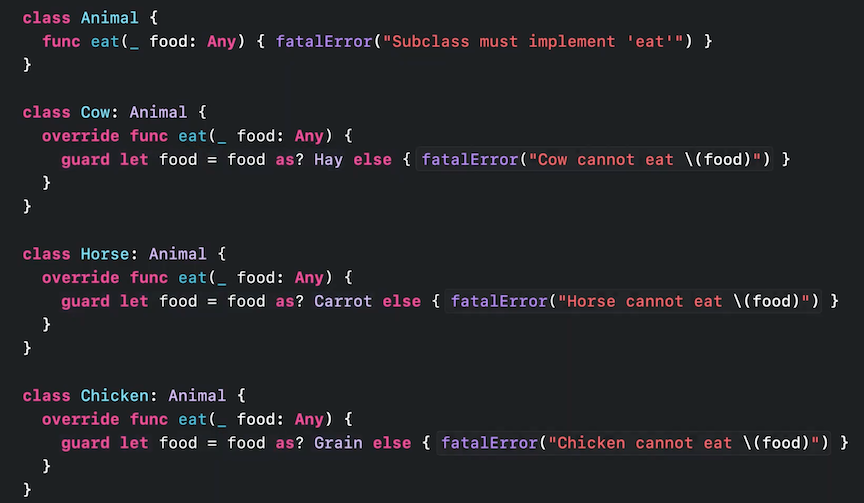 class Animal {
  func eat(_ food: Any) { fatalError("Subclass must implement 'eat'") }
}

class Cow: Animal {
  override func eat(_ food: Any) {
    guard let food = food as? Hay else { fatalError("Cow cannot eat \(food)") }
  }
}

class Horse: Animal {
  override func eat(_ food: Any) {
    guard let food = food as? Carrot else { fatalError("Horse cannot eat \(food)") }
  }
}

class Chicken: Animal {
  override func eat(_ food: Any) {
    guard let food = food as? Grain else { fatalError("Chicken cannot eat \(food)") }
  }
}